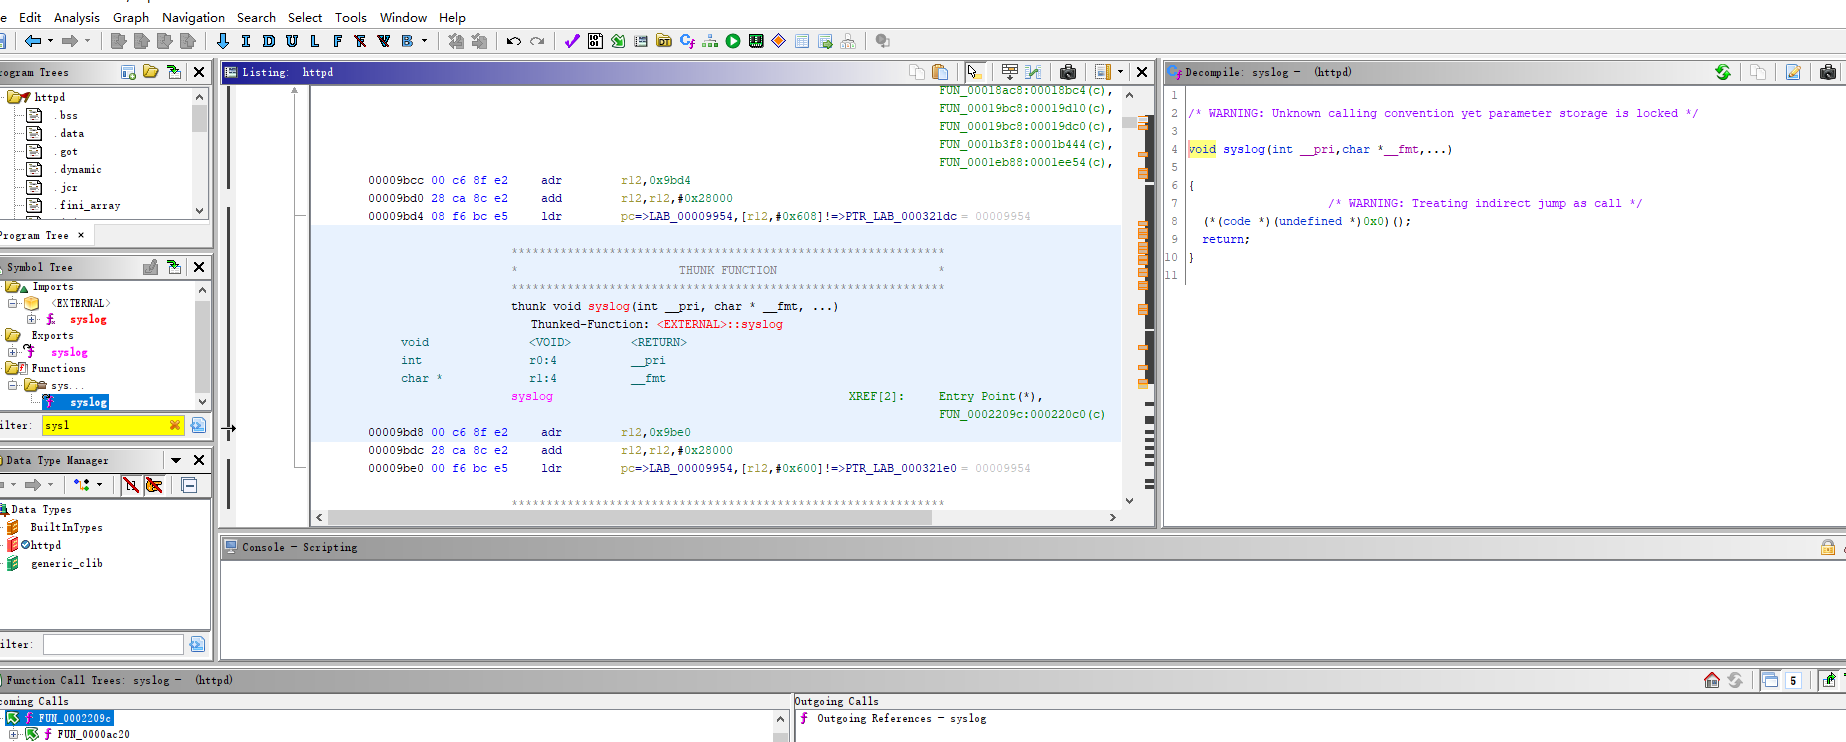 e Edit Analysis Graph Navigation Search Select Tools Window Help
I D U L F B
rogram Trees
httpd
.bss
.data
.got
.dynamic
.jcr
.fini_array
Program Tree ×
Symbol Tree
Imports
<EXTERNAL>
syslog
Exports
syslog
Functions
sys...
syslog
ilter: sysl
Data Type Manager
Data Types
BuiltInTypes
httpd
generic_clib
ilter:
Listing: httpd
FUN_00018ac8:00018bc4(c),
FUN_00019bc8:00019d10(c),
FUN_00019bc8:00019dc0(c),
FUN_0001b3f8:0001b444(c),
FUN_0001eb88:0001ee54(c),
00009bcc 00 c6 8f e2 adr r12,0x9bd4
00009bd0 28 ca 8c e2 add r12,r12,#0x28000
00009bd4 08 f6 bc e5 ldr pc=>LAB_00009954,[r12,#0x608]!=>PTR_LAB_000321dc = 00009954
**************************************************************
* THUNK FUNCTION *
**************************************************************
thunk void syslog(int __pri, char * __fmt, ...)
Thunked-Function: <EXTERNAL>::syslog
void <VOID> <RETURN>
int r0:4 __pri
char * r1:4 __fmt
syslog XREF[2]: Entry Point(*),
FUN_0002209c:000220c0(c)
00009bd8 00 c6 8f e2 adr r12,0x9be0
00009bdc 28 ca 8c e2 add r12,r12,#0x28000
00009be0 00 f6 bc e5 ldr pc=>LAB_00009954,[r12,#0x600]!=>PTR_LAB_000321e0 = 00009954
**************************************************************
Decompile: syslog - (httpd)
1
2 /* WARNING: Unknown calling convention yet parameter storage is locked */
3
4 void syslog(int __pri,char *__fmt,...)
5
6 {
7 /* WARNING: Treating indirect jump as call */
8 (*(code *)(undefined *)0x0)();
9 return;
10 }
11
Console - Scripting
Function Call Trees: syslog - (httpd)
5
coming Calls
FUN_0002209c
FUN_0000ac20
Outgoing Calls
Outgoing References - syslog